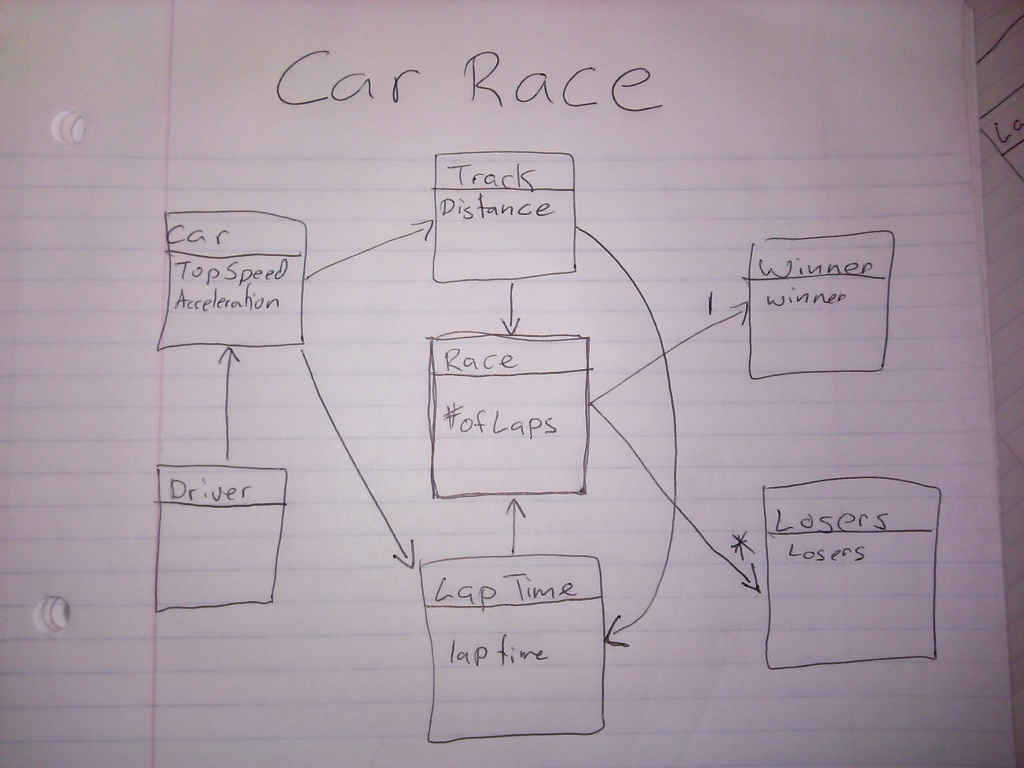 Car Race
Track
Distance
Car
TopSpeed
Acceleration
Winner
winner
1
Race
#ofLaps
Driver
Losers
Losers
*
Lap Time
lap time
La